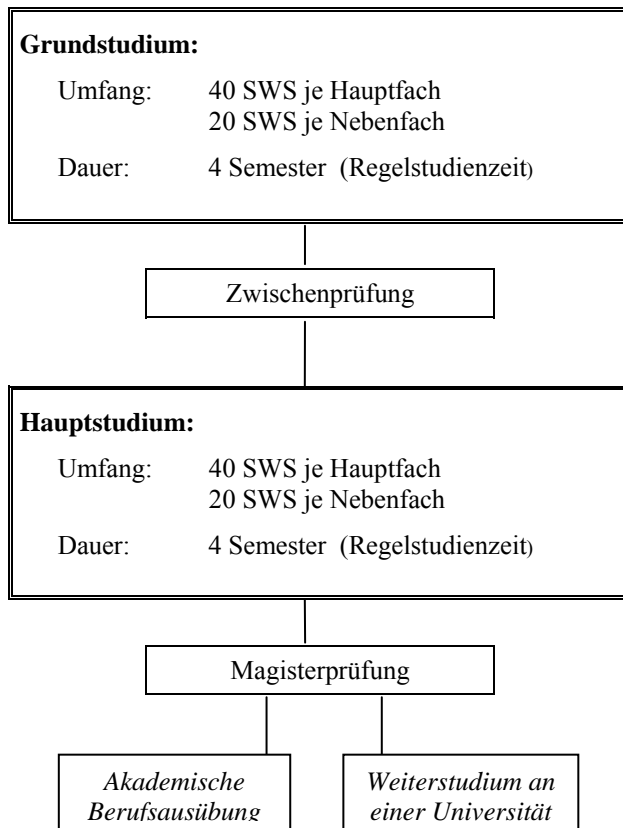 Grundstudium:
Umfang: 40 SWS je Hauptfach
20 SWS je Nebenfach
Dauer: 4 Semester (Regelstudienzeit)
Zwischenprüfung
Hauptstudium:
Umfang: 40 SWS je Hauptfach
20 SWS je Nebenfach
Dauer: 4 Semester (Regelstudienzeit)
Magisterprüfung
Akademische
Berufsausübung
Weiterstudium an
einer Universität